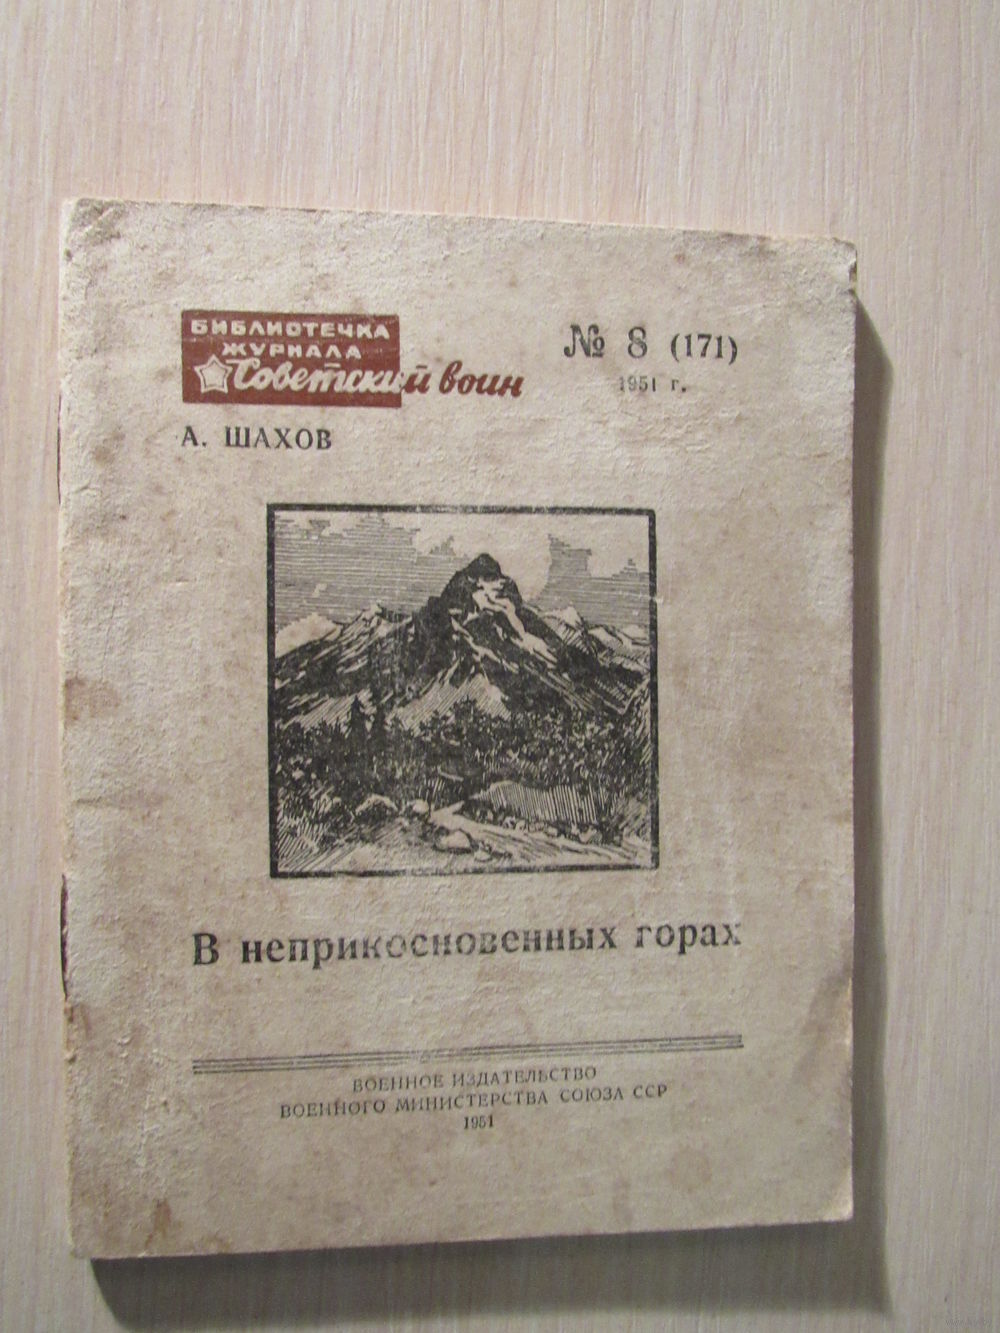 БИБЛИОТЕЧКА
ЖУРНАЛА
Советский воин
№ 8 (171)
1951 г.
А. ШАХОВ
В неприкосновенных горах
ВОЕННОЕ ИЗДАТЕЛЬСТВО
ВОЕННОГО МИНИСТЕРСТВА СОЮЗА ССР
1951